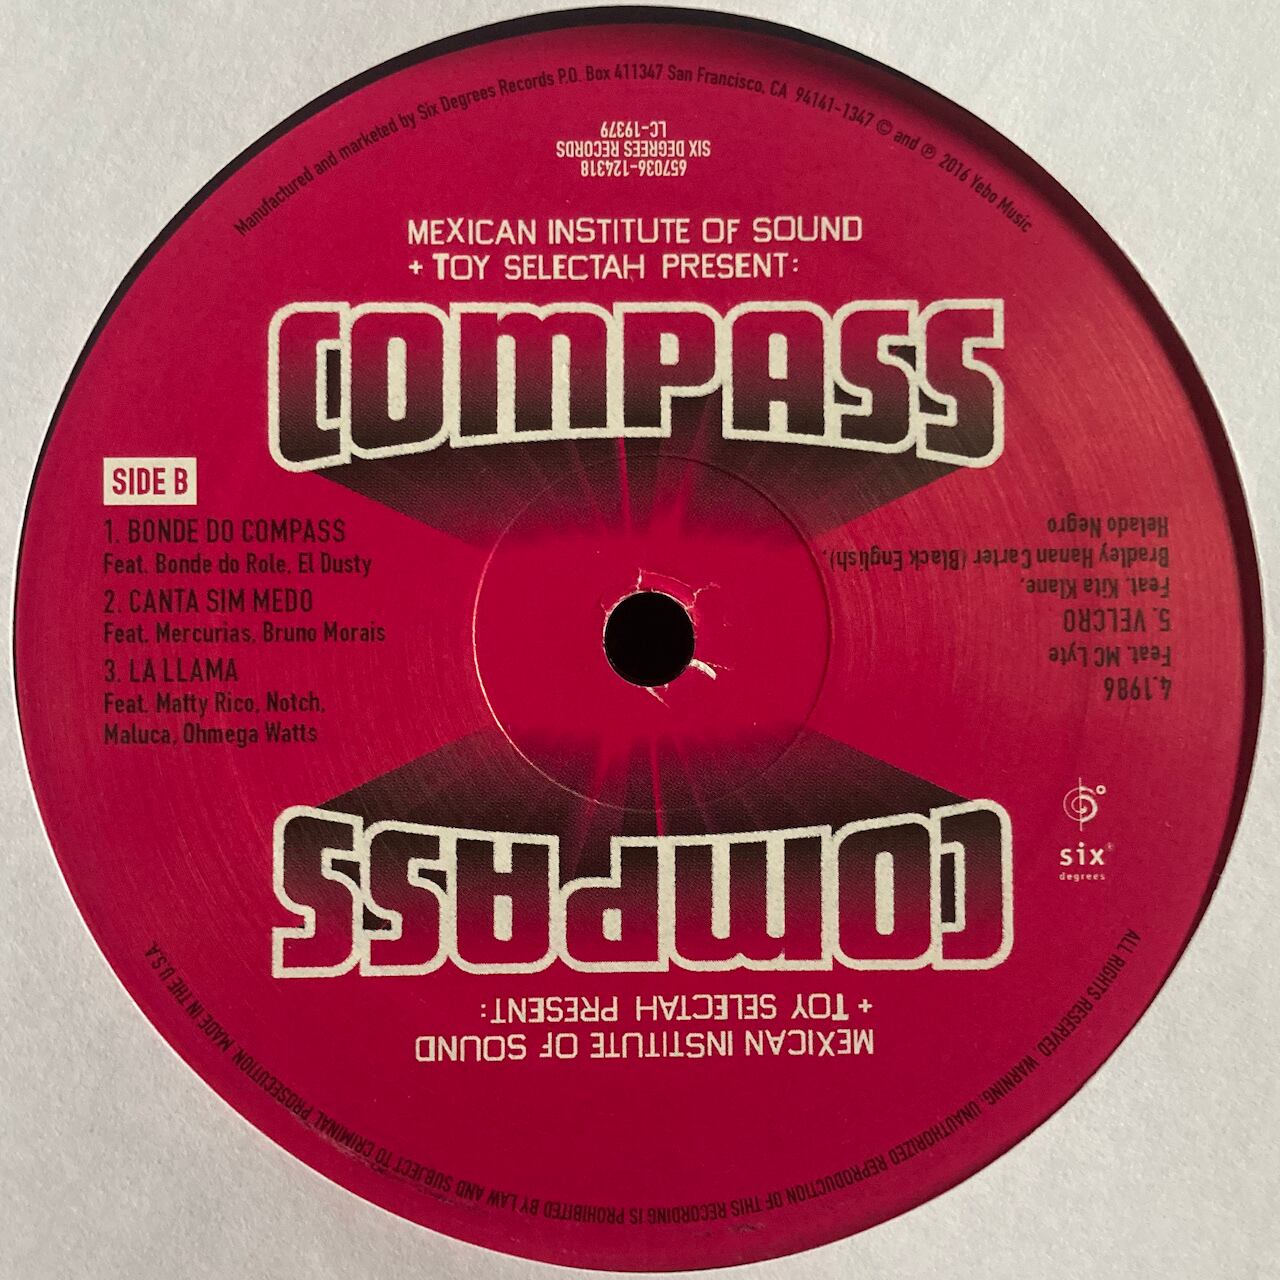 Manufactured and marketed by Six Degrees Records P.O. Box 411347 San Francisco, CA 94141-1347 © and ℗ 2016 Yebo Music
657036-124318
SIX DEGREES RECORDS
LC-19379
MEXICAN INSTITUTE OF SOUND
+ TOY SELECTAH PRESENT:
COMPASS
SIDE B
1. BONDE DO COMPASS
Feat. Bonde do Role, El Dusty
2. CANTA SIM MEDO
Feat. Mercurias, Bruno Morais
3. LA LLAMA
Feat. Matty Rico, Notch,
Maluca, Ohmega Watts
4.1986
Feat. MC Lyte
5. VELCRO
Feat. Kita Klane,
Bradley Hanan Carter (Black English),
Helado Negro
six®
degrees
MEXICAN INSTITUTE OF SOUND
+ TOY SELECTAH PRESENT:
COMPASS
ALL RIGHTS RESERVED. WARNING: UNAUTHORIZED REPRODUCTION OF THIS RECORDING IS PROHIBITED BY LAW AND SUBJECT TO CRIMINAL PROSECUTION. MADE IN THE U.S.A